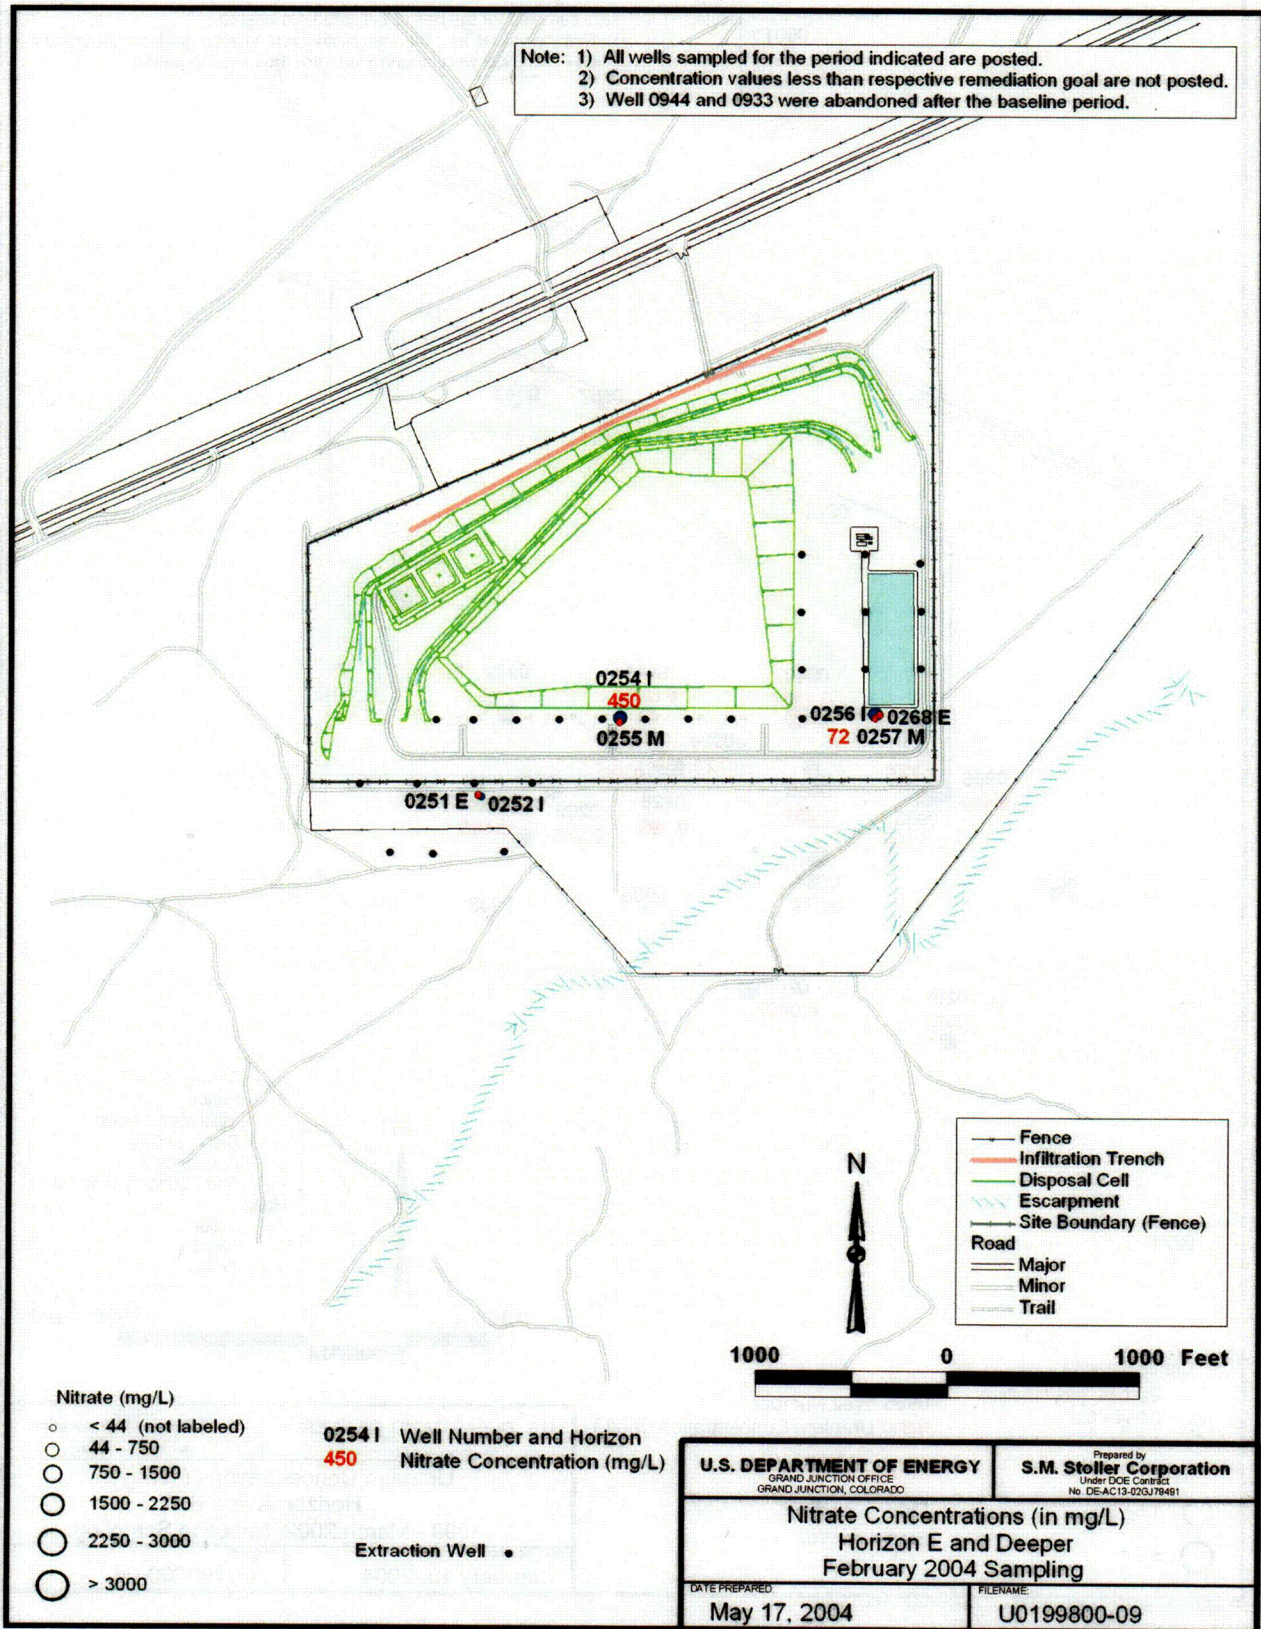 Note: 1) All wells sampled for the period indicated are posted.
2) Concentration values less than respective remediation goal are not posted.
3) Well 0944 and 0933 were abandoned after the baseline period.
0254 I
450
0255 M
0256 I 0268 E
72 0257 M
0251 E 0252 I
Fence
Infiltration Trench
Disposal Cell
Escarpment
Site Boundary (Fence)
Road
Major
Minor
Trail
N
1000 0 1000 Feet
Nitrate (mg/L)
< 44 (not labeled)
44 - 750
750 - 1500
1500 - 2250
2250 - 3000
> 3000
0254 I Well Number and Horizon
450 Nitrate Concentration (mg/L)
Extraction Well
U.S. DEPARTMENT OF ENERGY
GRAND JUNCTION OFFICE
GRAND JUNCTION, COLORADO
Prepared by
S.M. Stoller Corporation
Under DOE Contract
No. DE-AC13-02GJ79491
Nitrate Concentrations (in mg/L)
Horizon E and Deeper
February 2004 Sampling
DATE PREPARED:
May 17, 2004
FILENAME:
U0199800-09